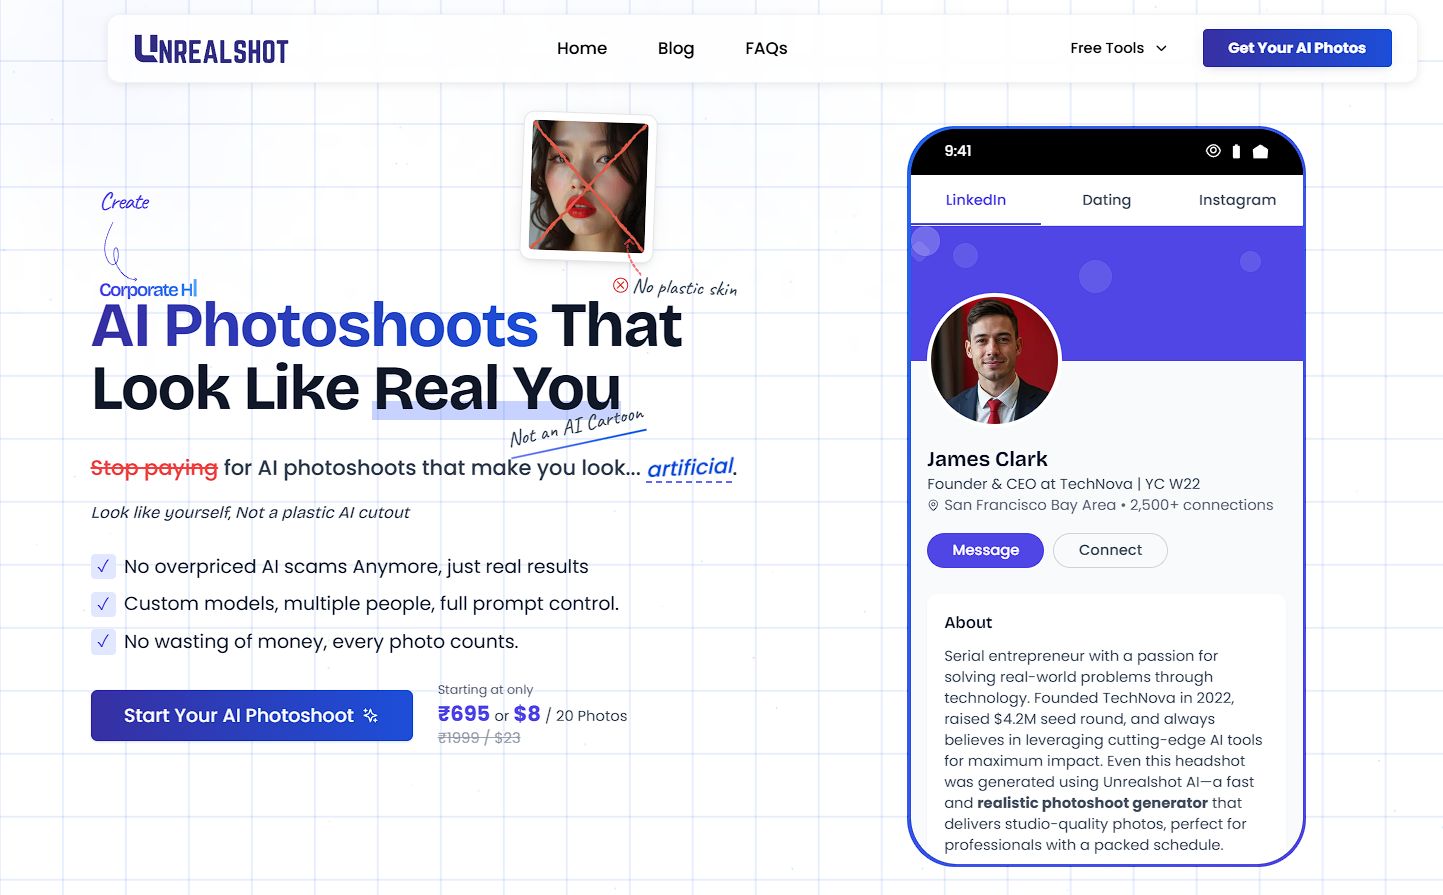 UNREALSHOT
Home
Blog
FAQs
Free Tools
Get Your AI Photos
Create
Corporate H
No plastic skin
AI Photoshoots That
Look Like Real You
Not an AI Cartoon
Stop paying for AI photoshoots that make you look... artificial.
Look like yourself, Not a plastic AI cutout
✓ No overpriced AI scams Anymore, just real results
✓ Custom models, multiple people, full prompt control.
✓ No wasting of money, every photo counts.
Start Your AI Photoshoot
Starting at only
₹695 or $8 / 20 Photos
₹1999 / $23
9:41
LinkedIn
Dating
Instagram
James Clark
Founder & CEO at TechNova | YC W22
San Francisco Bay Area • 2,500+ connections
Message
Connect
About
Serial entrepreneur with a passion for
solving real-world problems through
technology. Founded TechNova in 2022,
raised $4.2M seed round, and always
believes in leveraging cutting-edge AI tools
for maximum impact. Even this headshot
was generated using Unrealshot AI—a fast
and realistic photoshoot generator that
delivers studio-quality photos, perfect for
professionals with a packed schedule.